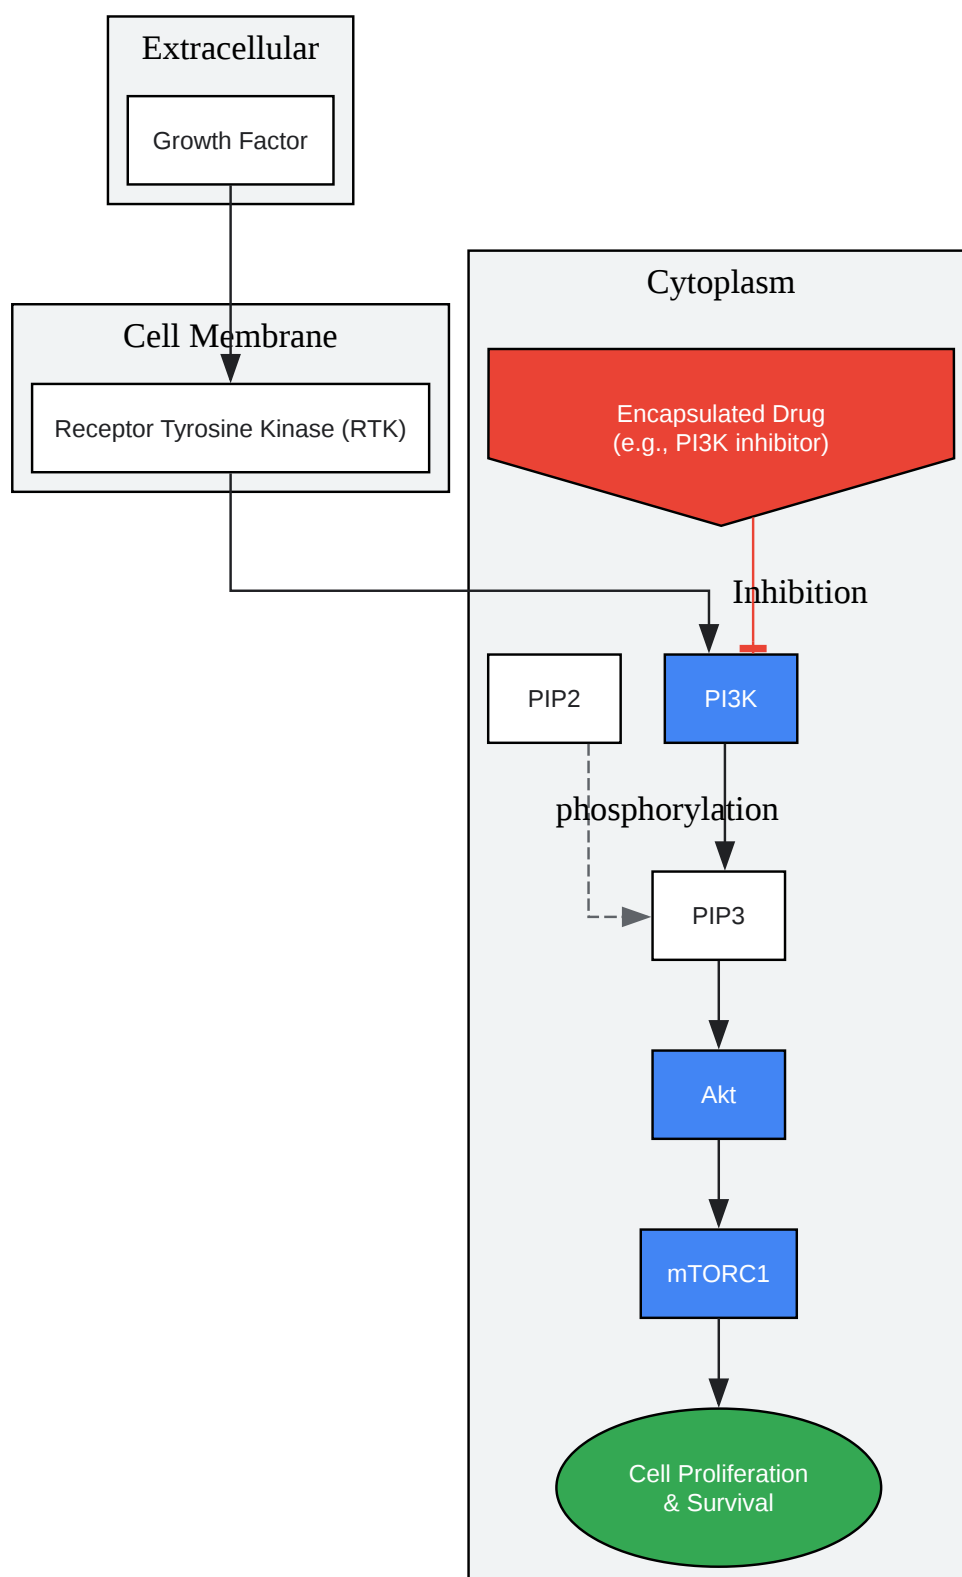 Extracellular
Growth Factor
Cell Membrane
Receptor Tyrosine Kinase (RTK)
Cytoplasm
Encapsulated Drug
(e.g., PI3K inhibitor)
Inhibition
PIP2
PI3K
phosphorylation
PIP3
Akt
mTORC1
Cell Proliferation
& Survival